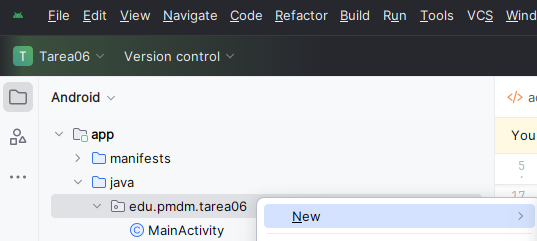 File Edit View Navigate Code Refactor Build Run Tools VCS Wind
T Tarea06 Version control
Android
</> a
app
You
manifests
5
java
17
edu.pmdm.tarea06
New
MainActivity